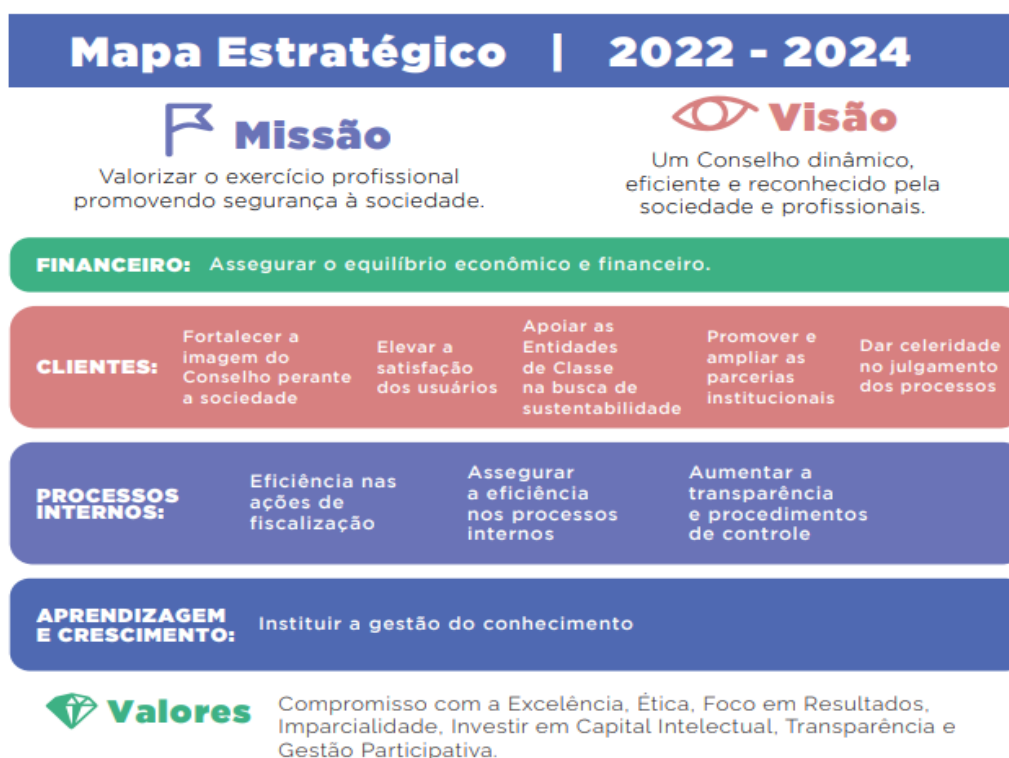 Mapa Estratégico | 2022 - 2024
Missão
Valorizar o exercício profissional
promovendo segurança à sociedade.
Visão
Um Conselho dinâmico,
eficiente e reconhecido pela
sociedade e profissionais.
FINANCEIRO: Assegurar o equilíbrio econômico e financeiro.
CLIENTES:
Fortalecer a
imagem do
Conselho perante
a sociedade
Elevar a
satisfação
dos usuários
Apoiar as
Entidades
de Classe
na busca de
sustentabilidade
Promover e
ampliar as
parcerias
institucionais
Dar celeridade
no julgamento
dos processos
PROCESSOS
INTERNOS:
Eficiência nas
ações de
fiscalização
Assegurar
a eficiência
nos processos
internos
Aumentar a
transparência
e procedimentos
de controle
APRENDIZAGEM
E CRESCIMENTO:
Instituir a gestão do conhecimento
Valores
Compromisso com a Excelência, Ética, Foco em Resultados,
Imparcialidade, Investir em Capital Intelectual, Transparência e
Gestão Participativa.